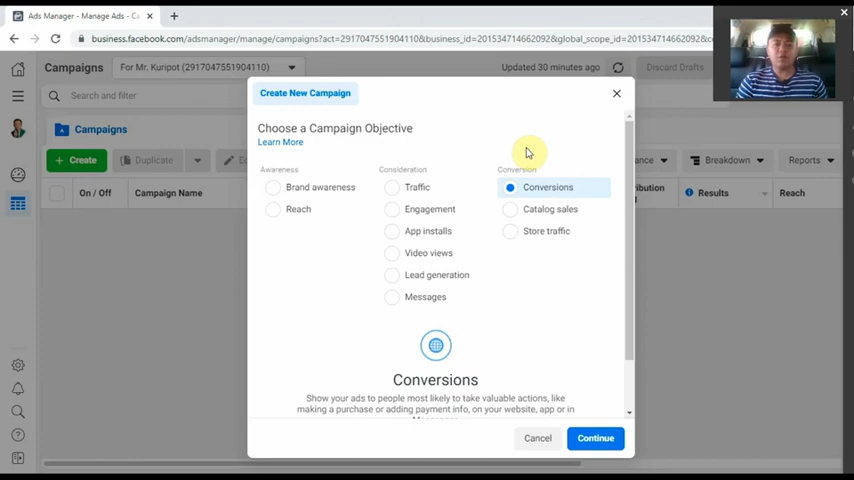 Ads Manager - Manage Ads - Ca
business.facebook.com/adsmanager/manage/campaigns?act=2917047551904110&business_id=201534714662092&global_scope_id=201534714662092&c
Campaigns
For Mr. Kuripot (2917047551904110)
Updated 30 minutes ago
Discard Drafts
Search and filter
Create New Campaign
Choose a Campaign Objective
Learn More
Campaigns
+ Create
Duplicate
Breakdown
Reports
On / Off
Campaign Name
Results
Reach
Awareness
Brand awareness
Reach
Consideration
Traffic
Engagement
App installs
Video views
Lead generation
Messages
Conversion
Conversions
Catalog sales
Store traffic
Conversions
Show your ads to people most likely to take valuable actions, like
making a purchase or adding payment info, on your website, app or in
Cancel
Continue